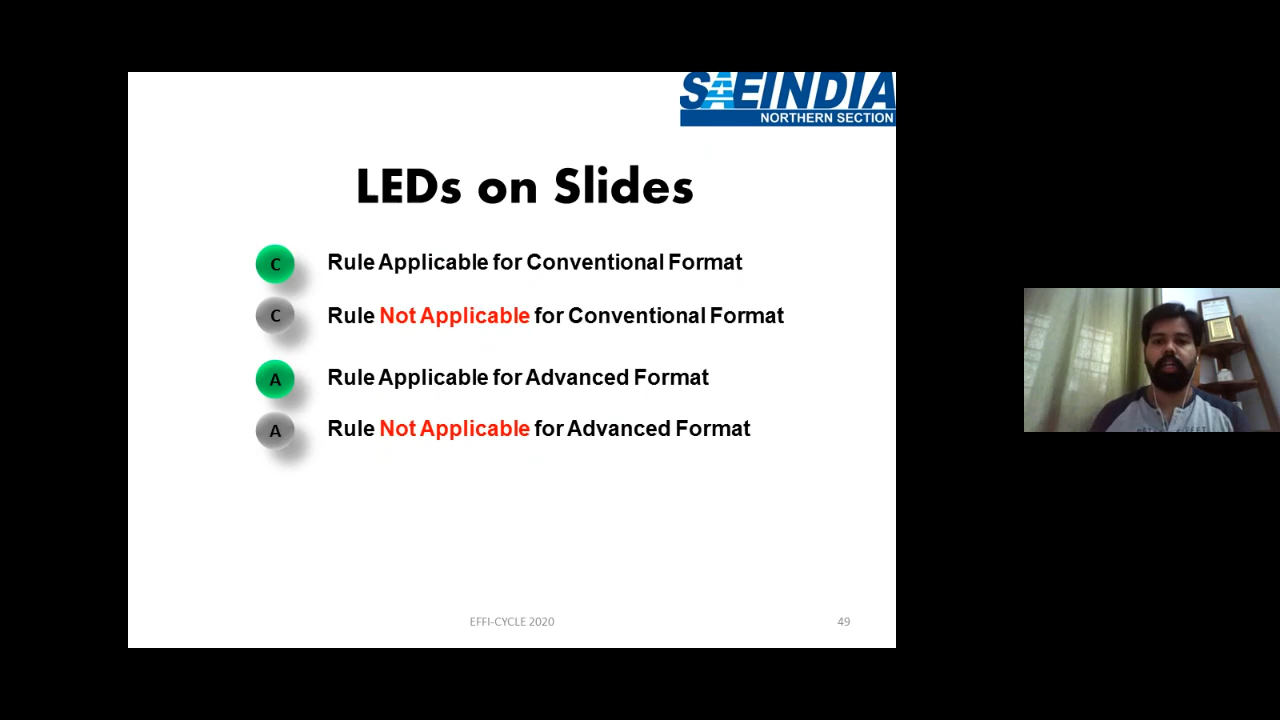 SAEINDIA
NORTHERN SECTION
LEDs on Slides
C Rule Applicable for Conventional Format
C Rule Not Applicable for Conventional Format
A Rule Applicable for Advanced Format
A Rule Not Applicable for Advanced Format
EFFI-CYCLE 2020
49